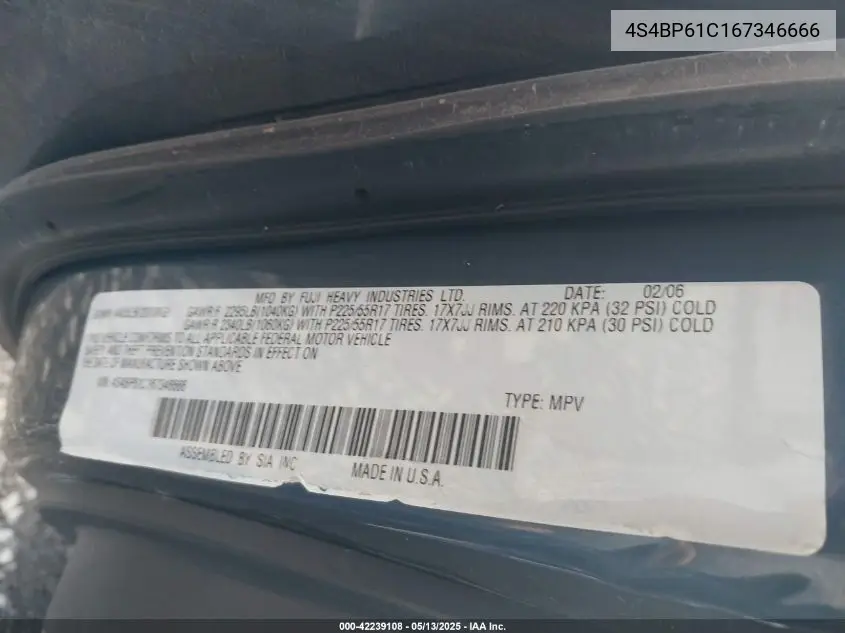 4S4BP61C167346666
MFD BY FUJI HEAVY INDUSTRIES LTD. DATE: 02/06
GAWR F 2295LB(1040KG) WITH P225/55R17 TIRES. 17X7JJ RIMS. AT 220 KPA (32 PSI) COLD
GAWR R 2340LB(1060KG) WITH P225/55R17 TIRES. 17X7JJ RIMS. AT 210 KPA (30 PSI) COLD
THIS VEHICLE CONFORMS TO ALL APPLICABLE FEDERAL MOTOR VEHICLE
SAFETY AND THEFT PREVENTION STANDARDS IN EFFECT ON
THE DATE OF MANUFACTURE SHOWN ABOVE.
VIN: 4S4BP61C167346666 TYPE: MPV
ASSEMBLED BY SIA INC MADE IN U.S.A.
000-42239108 - 05/13/2025 - IAA Inc.